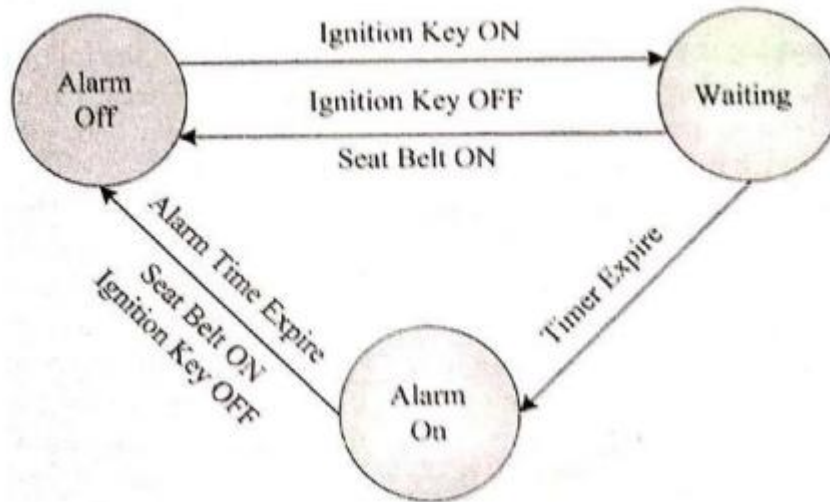 Ignition Key ON
Alarm
Off
Ignition Key OFF
Waiting
Seat Belt ON
Alarm Time Expire
Seat Belt ON
Ignition Key OFF
Timer Expire
Alarm
On